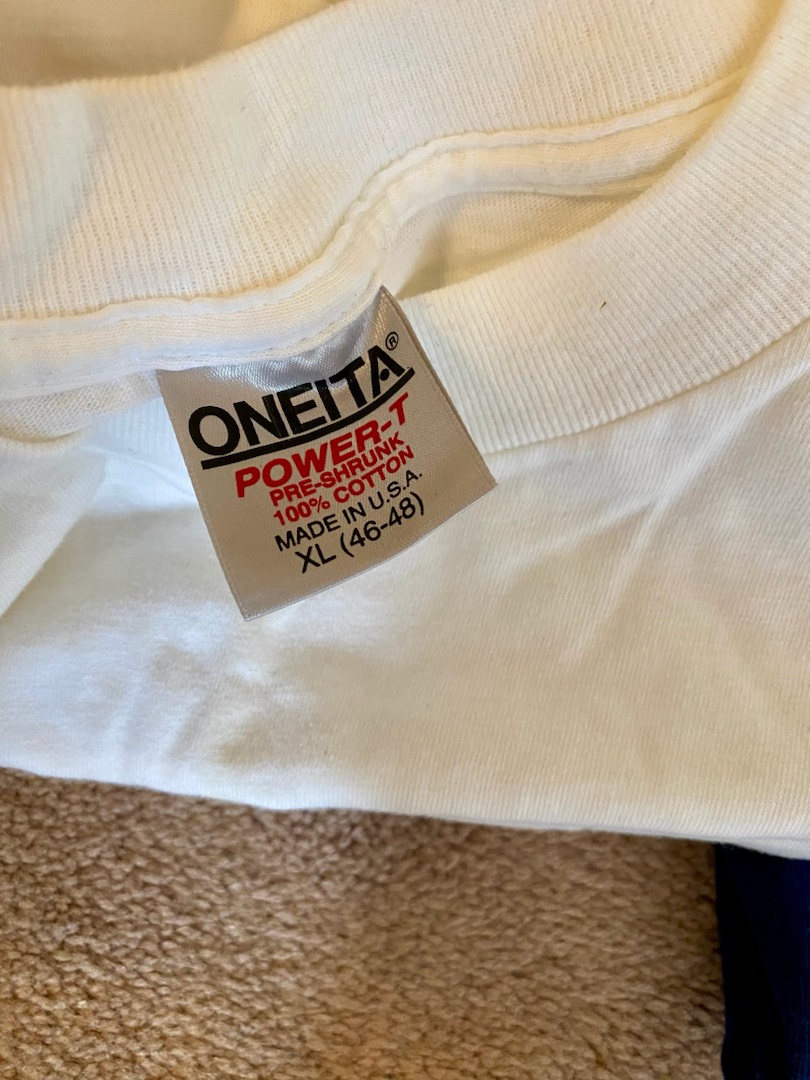 ONEITA®
POWER-T
PRE-SHRUNK
100% COTTON
MADE IN U.S.A.
XL (46-48)